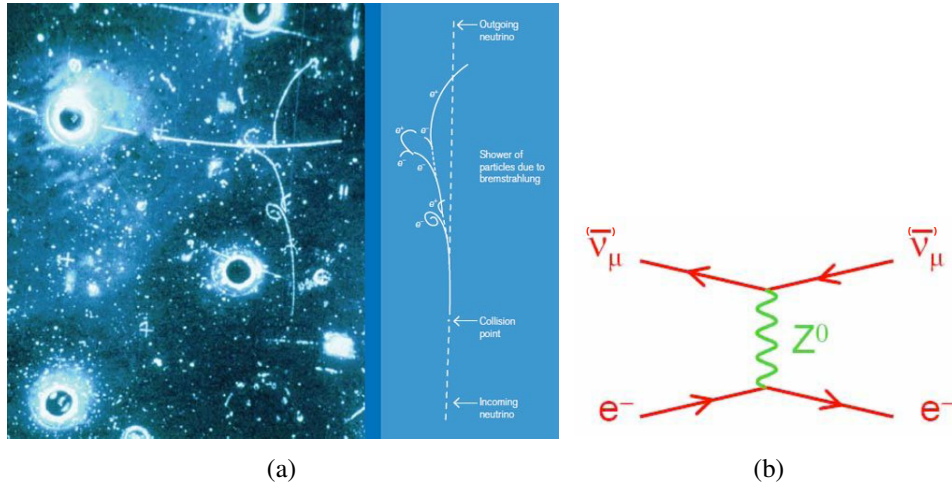 Outgoing
neutrino
e⁺
e⁻
e⁺
e⁻
e⁻
Shower of
particles due to
bremstrahlung
e⁺
e⁻
Collision
point
Incoming
neutrino
(ν̅)μ
(ν̅)μ
Z⁰
e⁻
e⁻
(a)
(b)